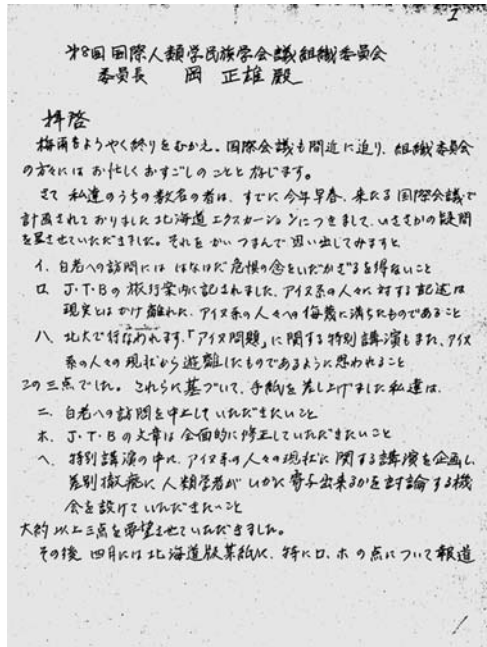 1
第8回国際人類学民族学会議組織委員会
委員長 岡 正雄 殿
拝啓
梅雨もようやく終りをむかえ、国際会議も間近に迫り、組織委員会
の方々には お忙しく おすごしのことと存じます。
さて 私達のうちの数名の者は、すでに今年早春、来たる国際会議で
計画されておりました北海道エクスカーションにつきまして、いささかの疑問
を呈させていただきました。それを かいつまんで 思い出してみますと
イ、白老への訪問には はなはだ危惧の念をいだかざるを得ないこと
ロ J・T・Bの旅行案内に記されました、アイヌ系の人々に対する記述は
現実とはかけ離れた、アイヌ系の人々への侮蔑に満ちたものであること
ハ、北大で行なわれます、「アイヌ問題」に関する特別講演もまた、アイヌ
系の人々の現状から遊離したものであるように思われること
この三点でした。これらに基づいて、手紙を差し上げました私達は、
ニ、白老への訪問を中止していただきたいこと
ホ、J・T・Bの文章は全面的に修正していただきたいこと
ヘ、特別講演の中に、アイヌ系の人々の現状に関する講演を企画し、
差別撤廃に、人類学者がいかに寄与出来るかを討論する機
会を設けていただきたいこと
大約以上三点を要望させていただきました。
その後 四月には北海道版某紙に、特にロ、ホの点について報道